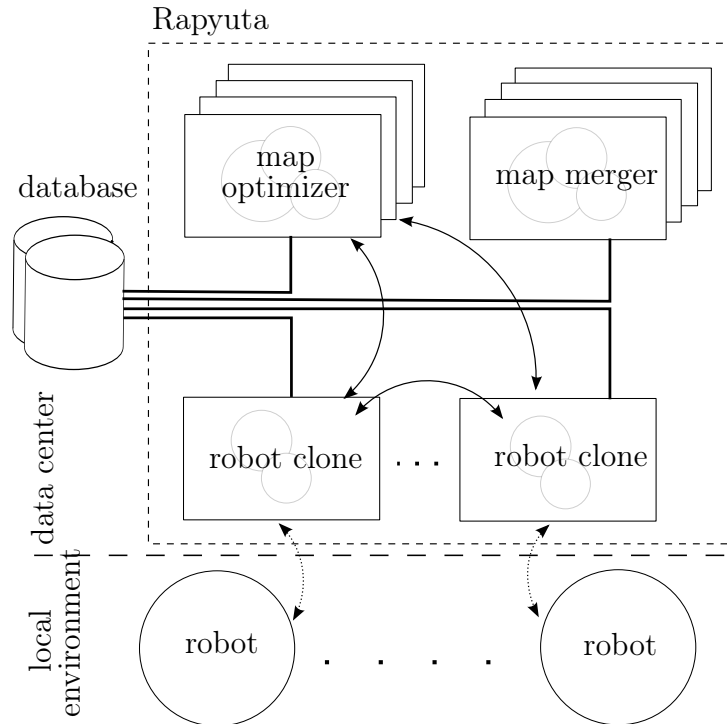 Rapyuta
map
optimizer
map merger
database
robot clone
. . .
robot clone
data center
local
environment
robot
. . . .
robot